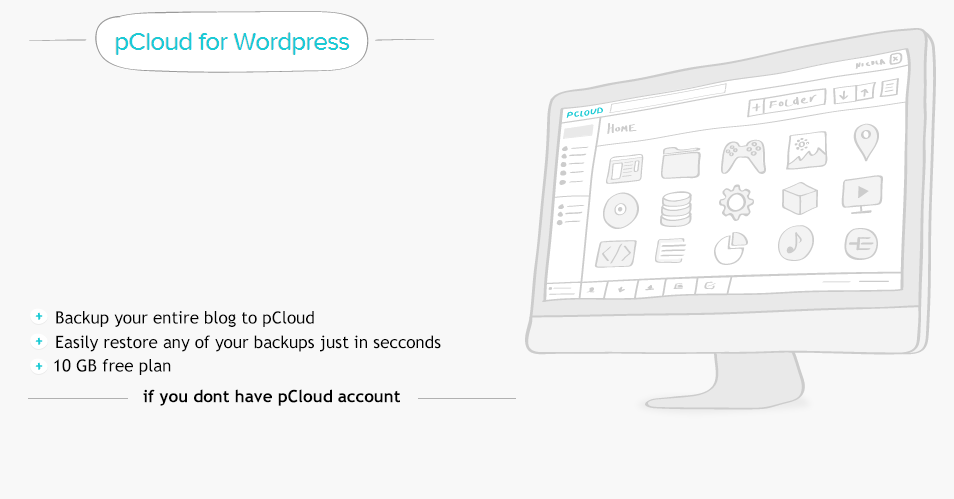 pCloud for Wordpress
PCLOUD
+ Folder
HOME
+ Backup your entire blog to pCloud
+ Easily restore any of your backups just in secconds
+ 10 GB free plan
if you dont have pCloud account